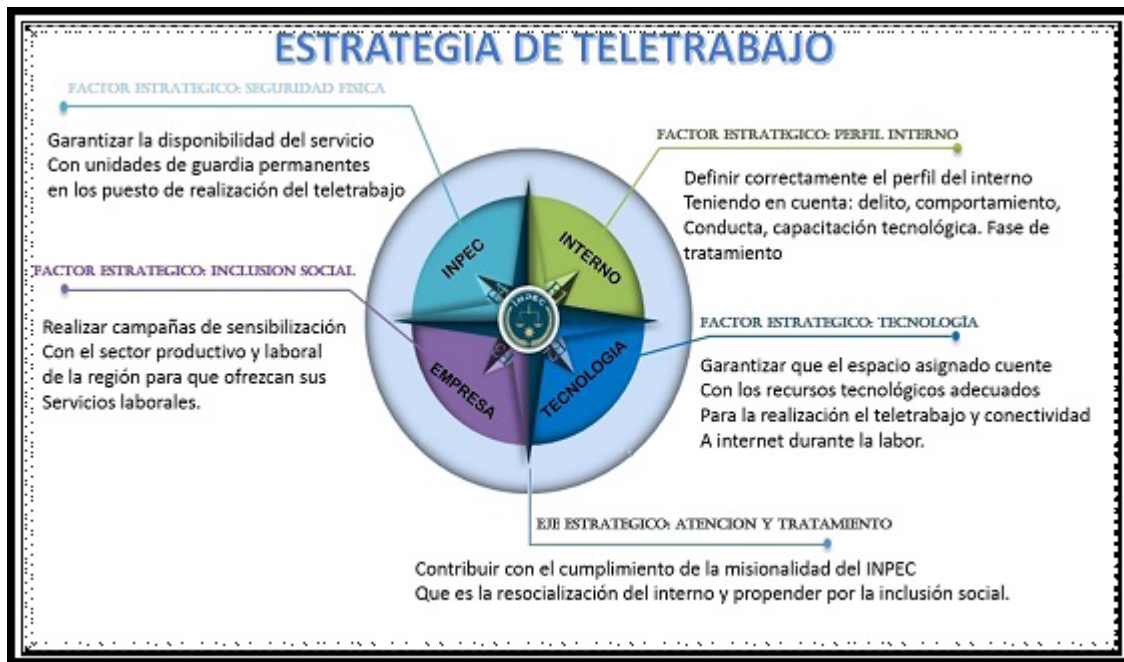 ESTRATEGIA DE TELETRABAJO
FACTOR ESTRATEGICO: SEGURIDAD FISICA
Garantizar la disponibilidad del servicio
Con unidades de guardia permanentes
en los puesto de realización del teletrabajo
FACTOR ESTRATEGICO: PERFIL INTERNO
Definir correctamente el perfil del interno
Teniendo en cuenta: delito, comportamiento,
Conducta, capacitación tecnológica. Fase de
tratamiento
FACTOR ESTRATEGICO: INCLUSION SOCIAL
Realizar campañas de sensibilización
Con el sector productivo y laboral
de la región para que ofrezcan sus
Servicios laborales.
INPEC
INTERNO
INPEC
EMPRESA
TECNOLOGIA
FACTOR ESTRATEGICO: TECNOLOGÍA
Garantizar que el espacio asignado cuente
Con los recursos tecnológicos adecuados
Para la realización el teletrabajo y conectividad
A internet durante la labor.
EJE ESTRATEGICO: ATENCION Y TRATAMIENTO
Contribuir con el cumplimiento de la misionalidad del INPEC
Que es la resocialización del interno y propender por la inclusión social.